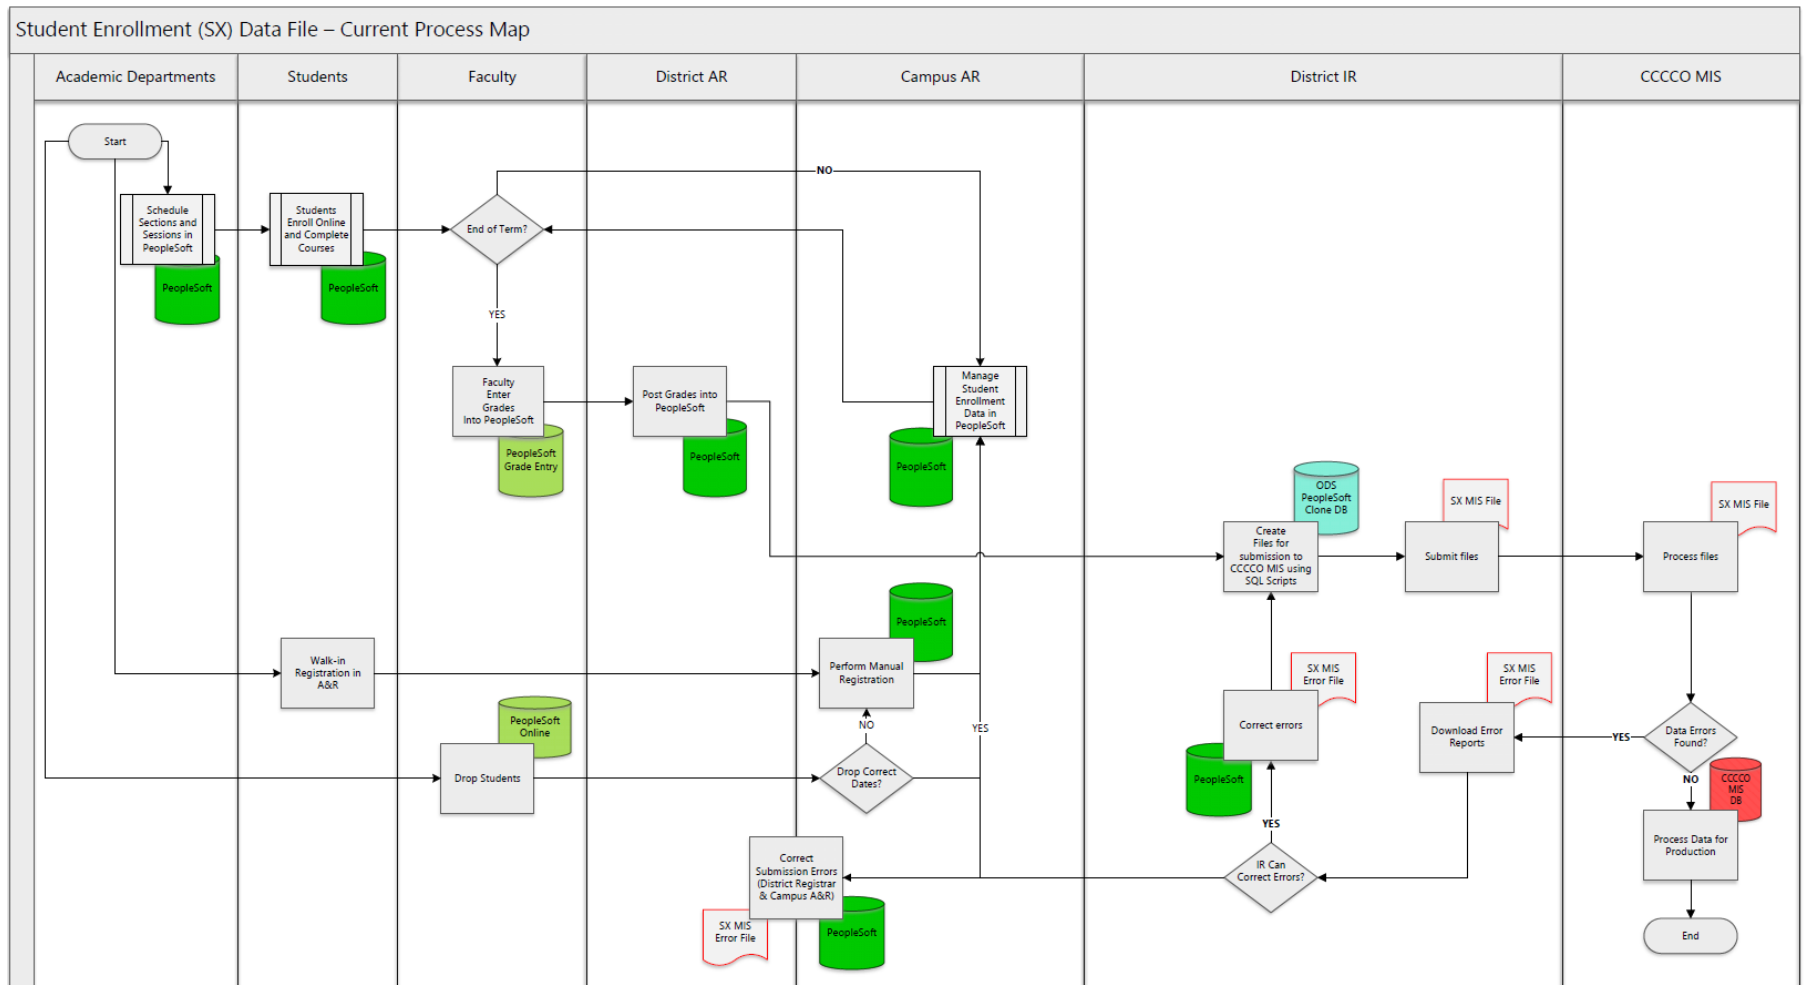 Student Enrollment (SX) Data File – Current Process Map
Academic Departments
Students
Faculty
District AR
Campus AR
District IR
CCCCO MIS
Start
NO
Schedule
Sections and
Sessions in
PeopleSoft
PeopleSoft
Students
Enroll Online
and Complete
Courses
PeopleSoft
End of Term?
YES
Faculty
Enter
Grades
Into PeopleSoft
PeopleSoft
Grade Entry
Post Grades into
PeopleSoft
PeopleSoft
Manage
Student
Enrollment
Data in
PeopleSoft
PeopleSoft
ODS
PeopleSoft
Clone DB
Create
Files for
submission to
CCCCO MIS using
SQL Scripts
SX MIS File
Submit files
SX MIS File
Process files
Walk-in
Registration in
A&R
PeopleSoft
Perform Manual
Registration
NO
YES
PeopleSoft
Online
Drop Students
Drop Correct
Dates?
SX MIS
Error File
Correct errors
PeopleSoft
YES
IR Can
Correct Errors?
SX MIS
Error File
Download Error
Reports
YES
Data Errors
Found?
NO
CCCCO
MIS
DB
Process Data for
Production
End
Correct
Submission Errors
(District Registrar
& Campus A&R)
SX MIS
Error File
PeopleSoft